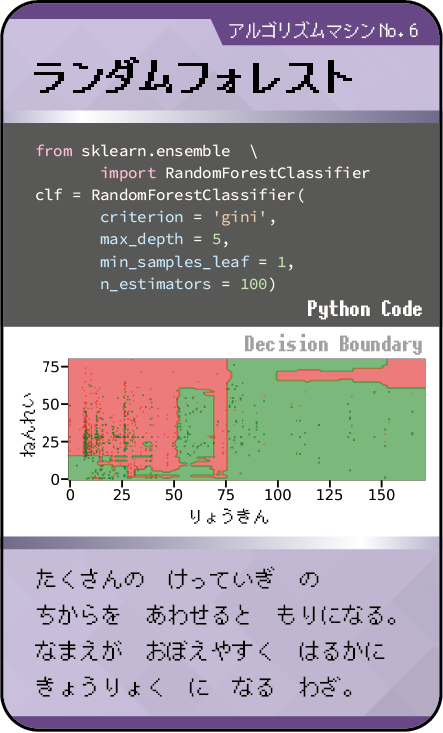 アルゴリズムマシンNo.6
ランダムフォレスト
from sklearn.ensemble \
import RandomForestClassifier
clf = RandomForestClassifier(
criterion = 'gini',
max_depth = 5,
min_samples_leaf = 1,
n_estimators = 100)
Python Code
Decision Boundary
75
50
25
0
ねんれい
0 25 50 75 100 125 150
りょうきん
たくさんの けっていぎ の
ちからを あわせると もりになる。
なまえが おぼえやすく はるかに
きょうりょく に なる わざ。